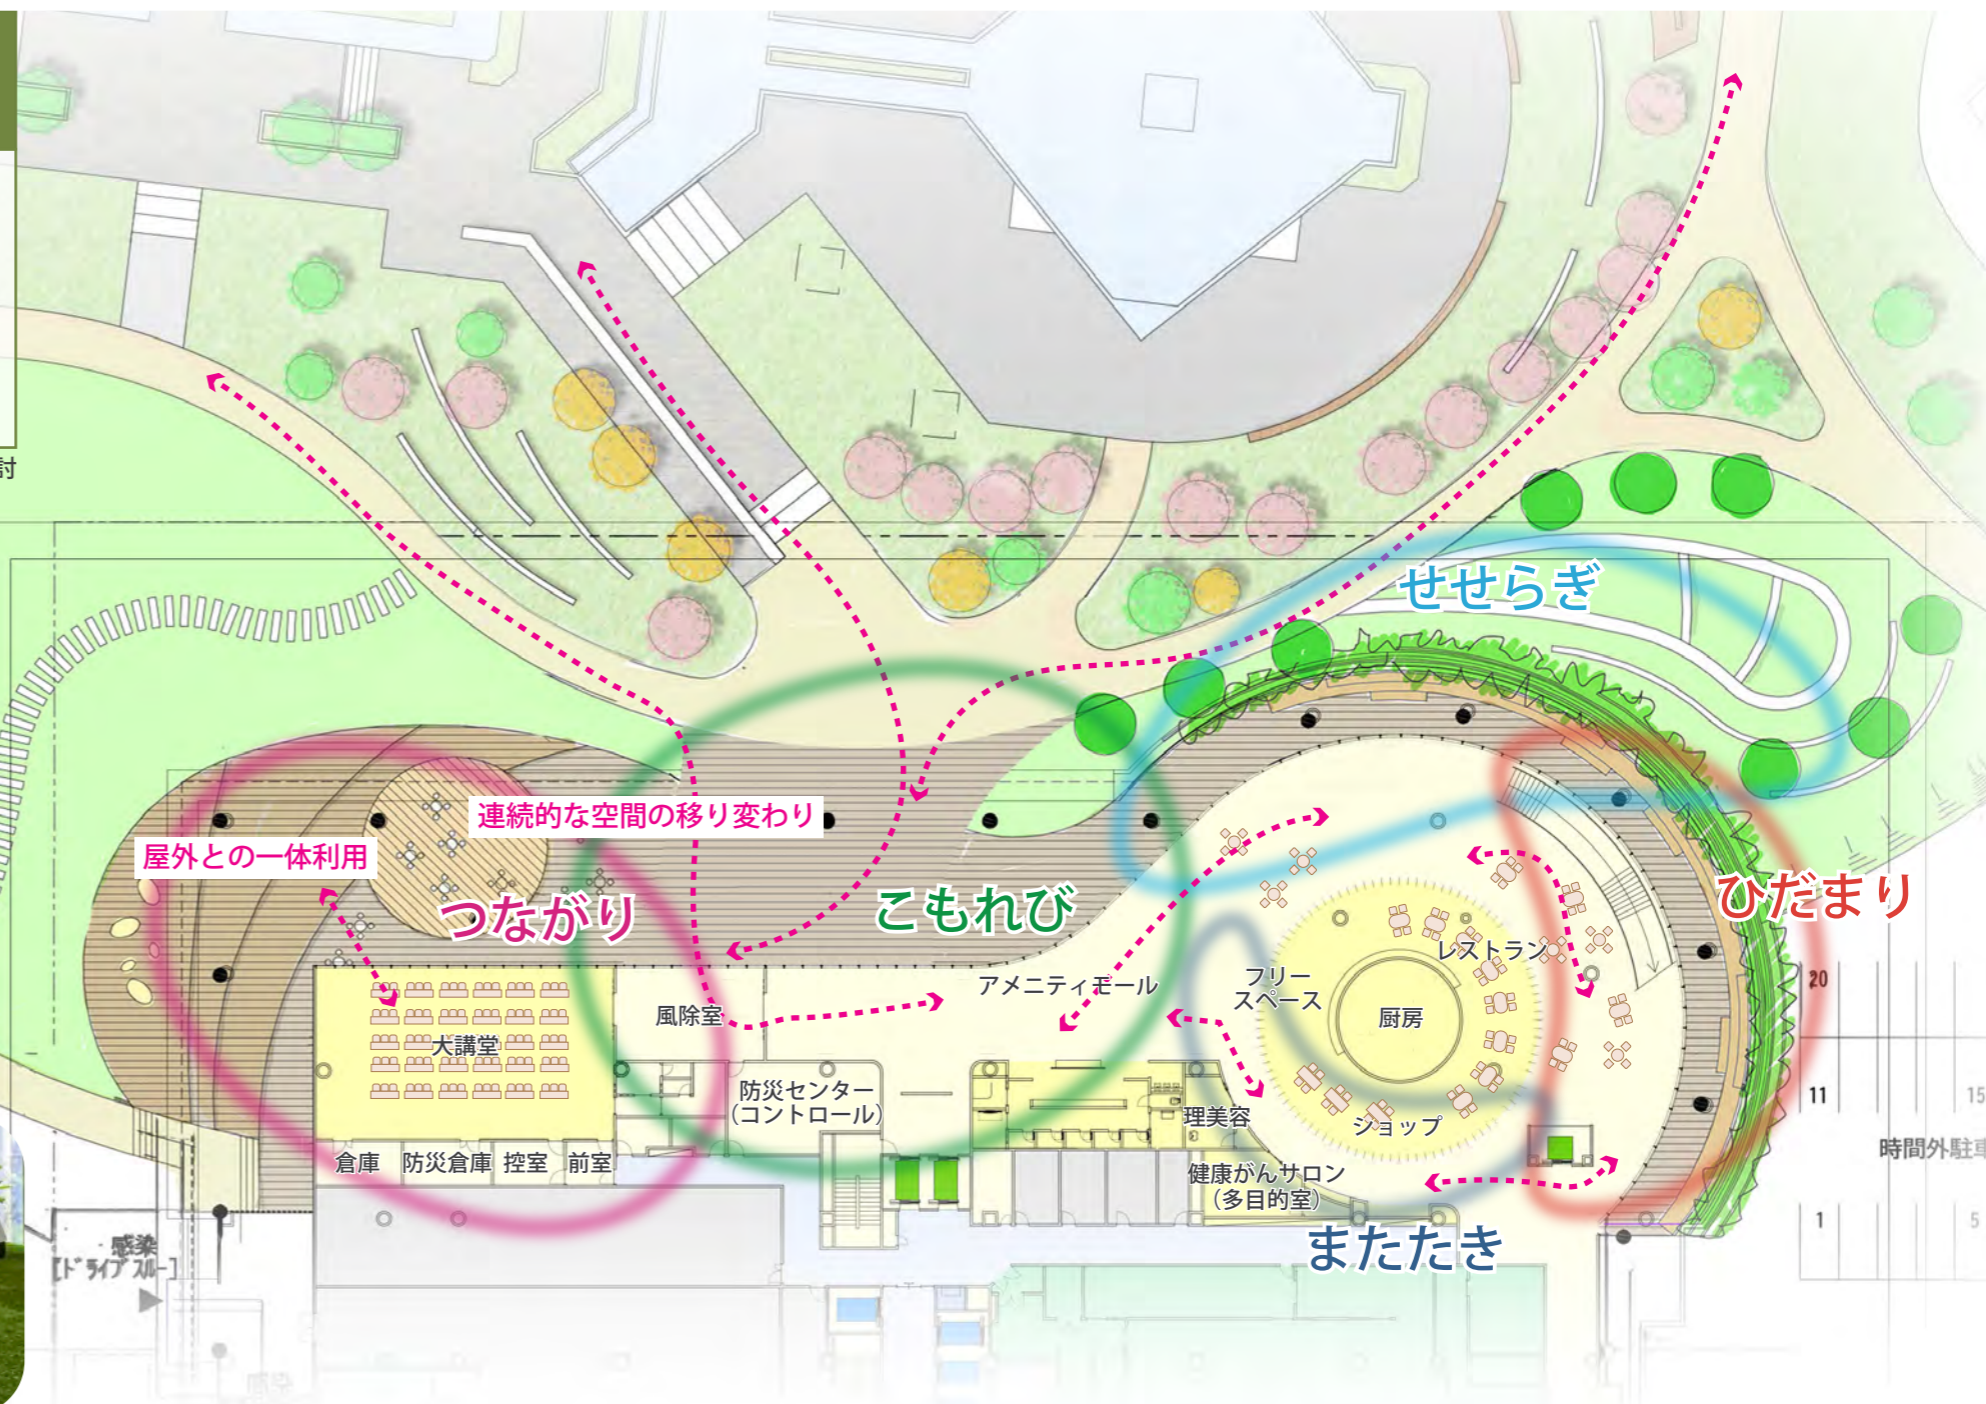 討
せせらぎ
連続的な空間の移り変わり
屋外との一体利用
つながり
こもれび
ひだまり
レストラン
アメニティモール
フリー
スペース
厨房
20
風除室
大講堂
防災センター
(コントロール)
11
15
理美容
ショップ
時間外駐車
倉庫
防災倉庫
控室
前室
健康がんサロン
(多目的室)
1
5
またたき
感染
[ドライブスルー]
感染